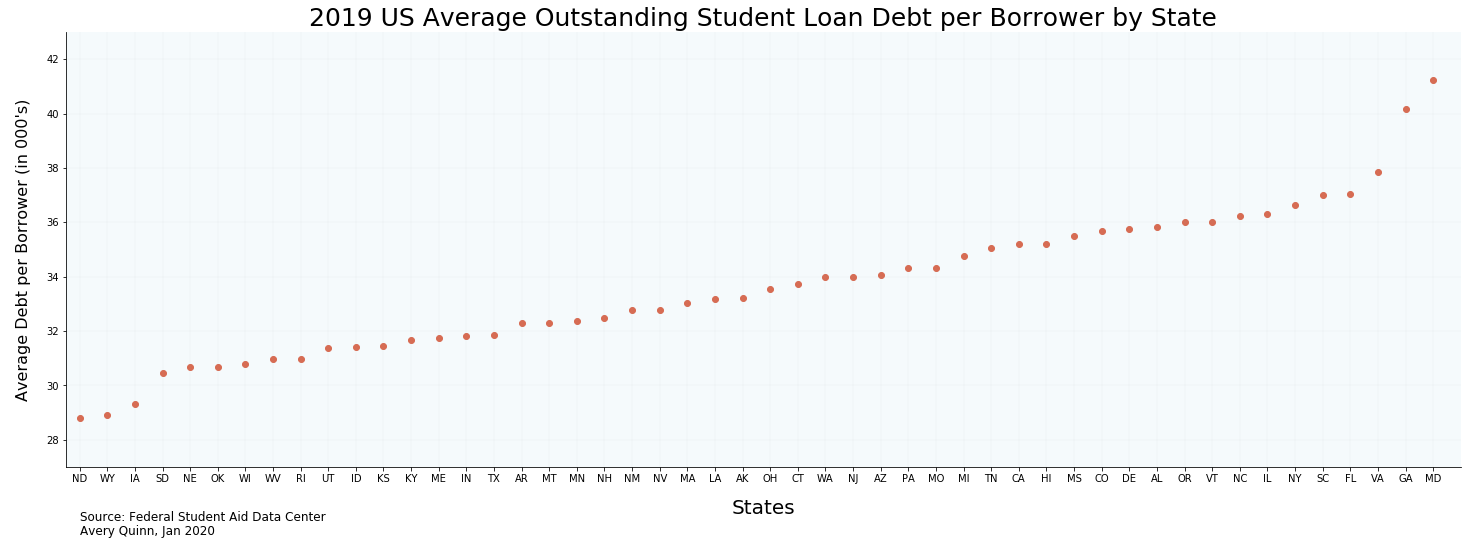 2019 US Average Outstanding Student Loan Debt per Borrower by State
Average Debt per Borrower (in 000's)
42
40
38
36
34
32
30
28
ND WY IA SD NE OK WI WV RI UT ID KS KY ME IN TX AR MT MN NH NM NV MA LA AK OH CT WA NJ AZ PA MO MI TN CA HI MS CO DE AL OR VT NC IL NY SC FL VA GA MD
States
Source: Federal Student Aid Data Center
Avery Quinn, Jan 2020